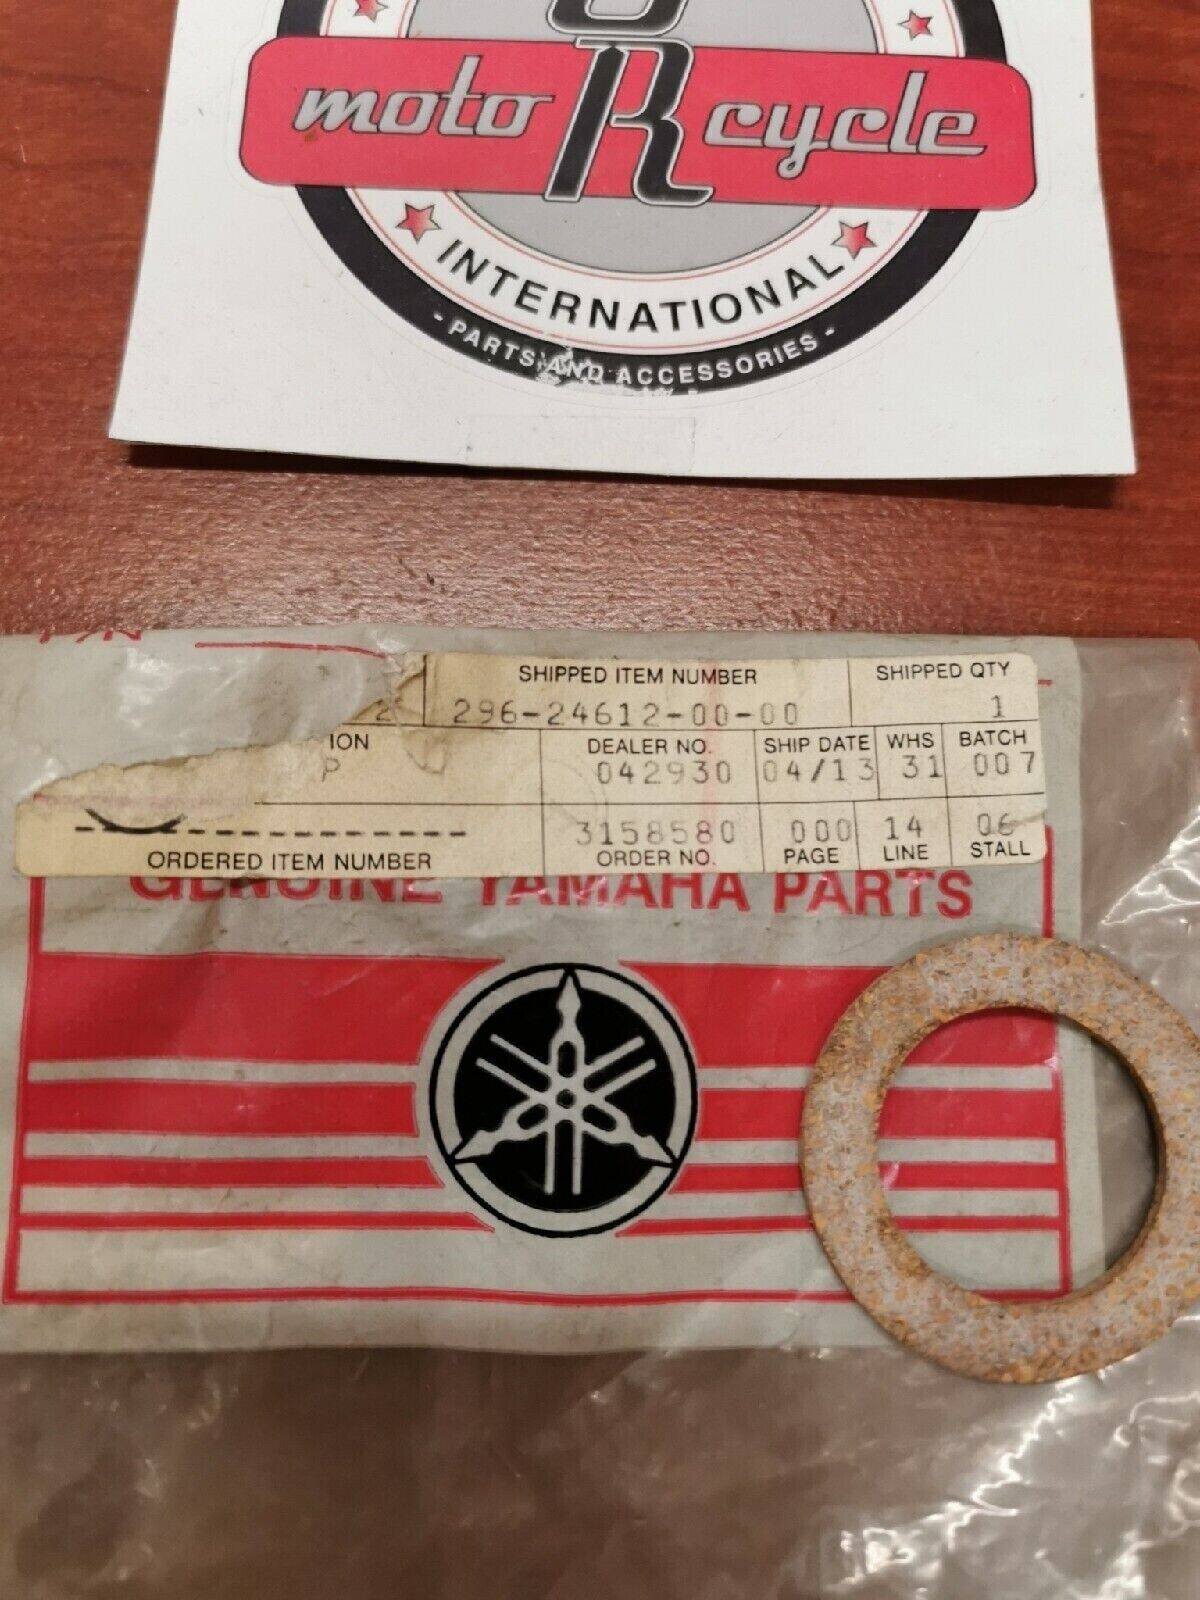 moto R cycle
INTERNATIONAL
- PARTS AND ACCESSORIES -
P/N
SHIPPED ITEM NUMBER SHIPPED QTY
2 296-24612-00-00 1
ION DEALER NO. SHIP DATE WHS BATCH
P 042930 04/13 31 007
3158580 000 14 06
ORDERED ITEM NUMBER ORDER NO. PAGE LINE STALL
GENUINE YAMAHA PARTS